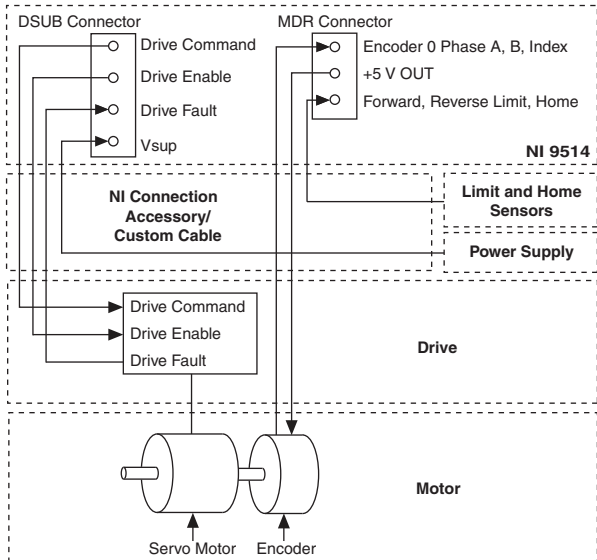 DSUB Connector
MDR Connector
Drive Command
Drive Enable
Drive Fault
Vsup
Encoder 0 Phase A, B, Index
+5 V OUT
Forward, Reverse Limit, Home
NI 9514
NI Connection
Accessory/
Custom Cable
Limit and Home
Sensors
Power Supply
Drive Command
Drive Enable
Drive Fault
Drive
Motor
Servo Motor
Encoder